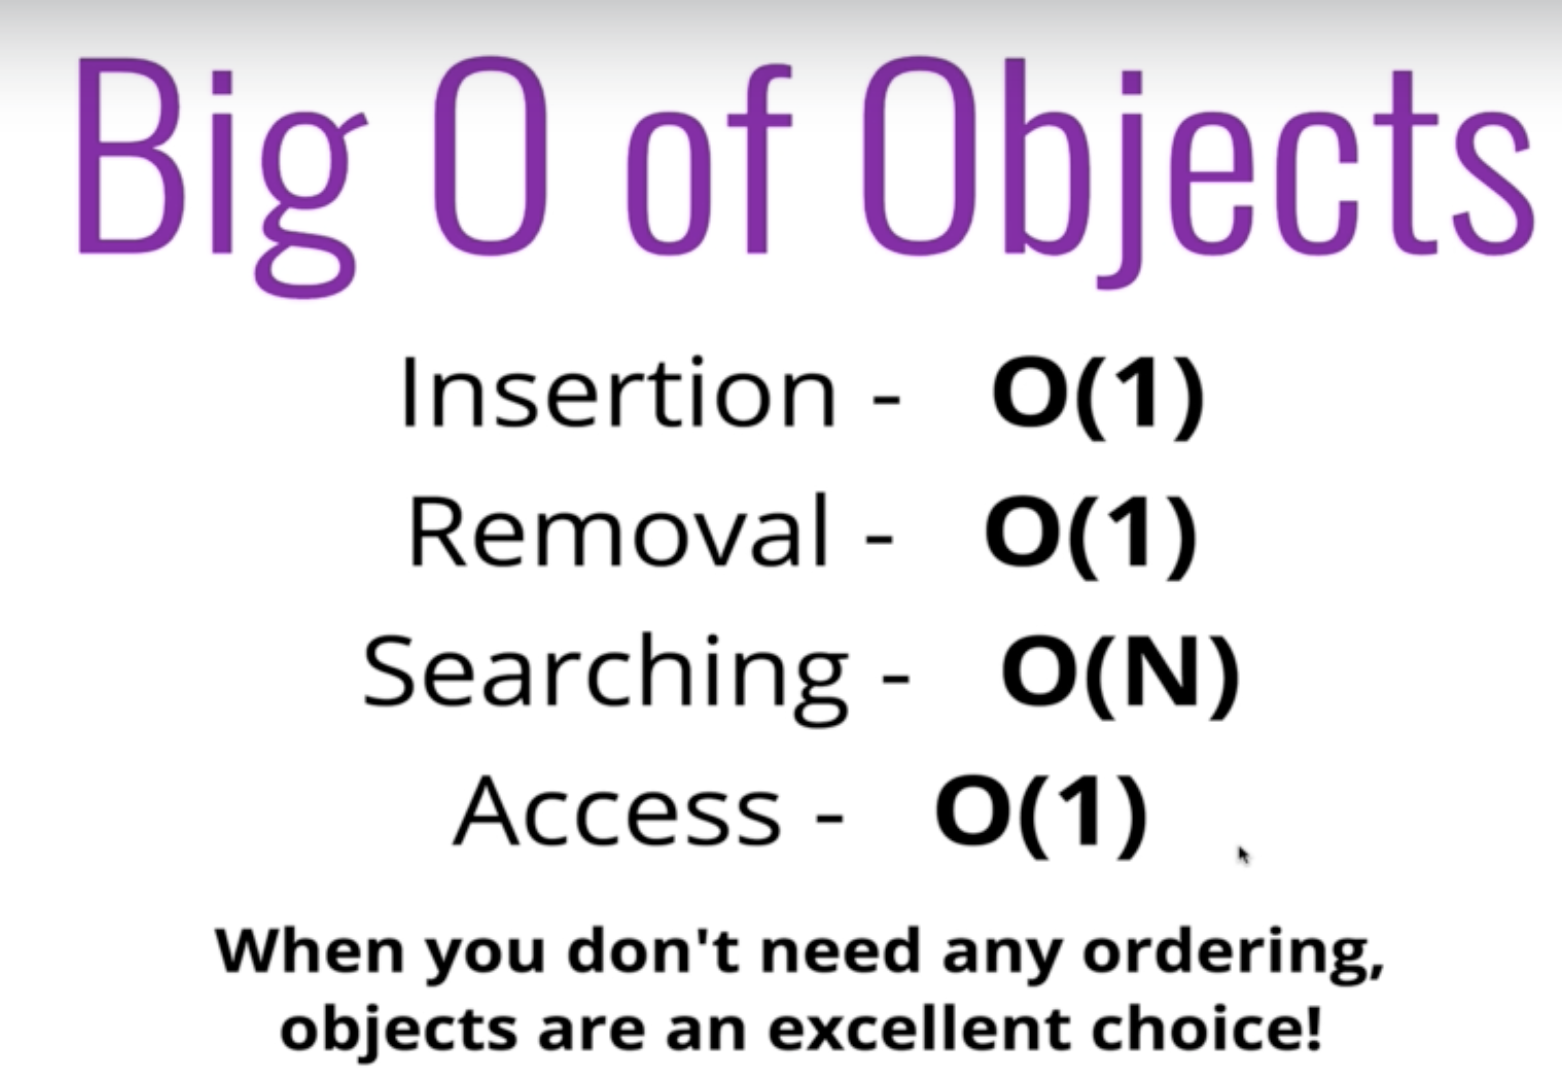 Big O of Objects
Insertion - O(1)
Removal - O(1)
Searching - O(N)
Access - O(1)
When you don't need any ordering,
objects are an excellent choice!